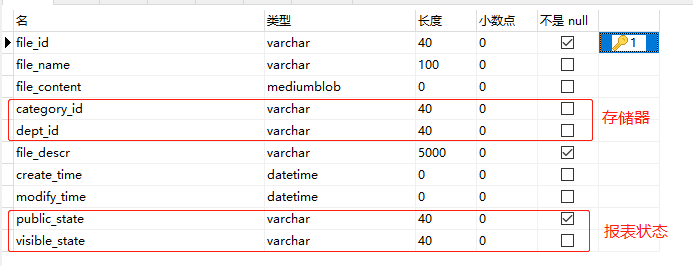 名 类型 长度 小数点 不是 null
file_id varchar 40 0 1
file_name varchar 100 0
file_content mediumblob 0 0
category_id varchar 40 0
存储器
dept_id varchar 40 0
file_descr varchar 5000 0
create_time datetime 0 0
modify_time datetime 0 0
public_state varchar 40 0
报表状态
visible_state varchar 40 0